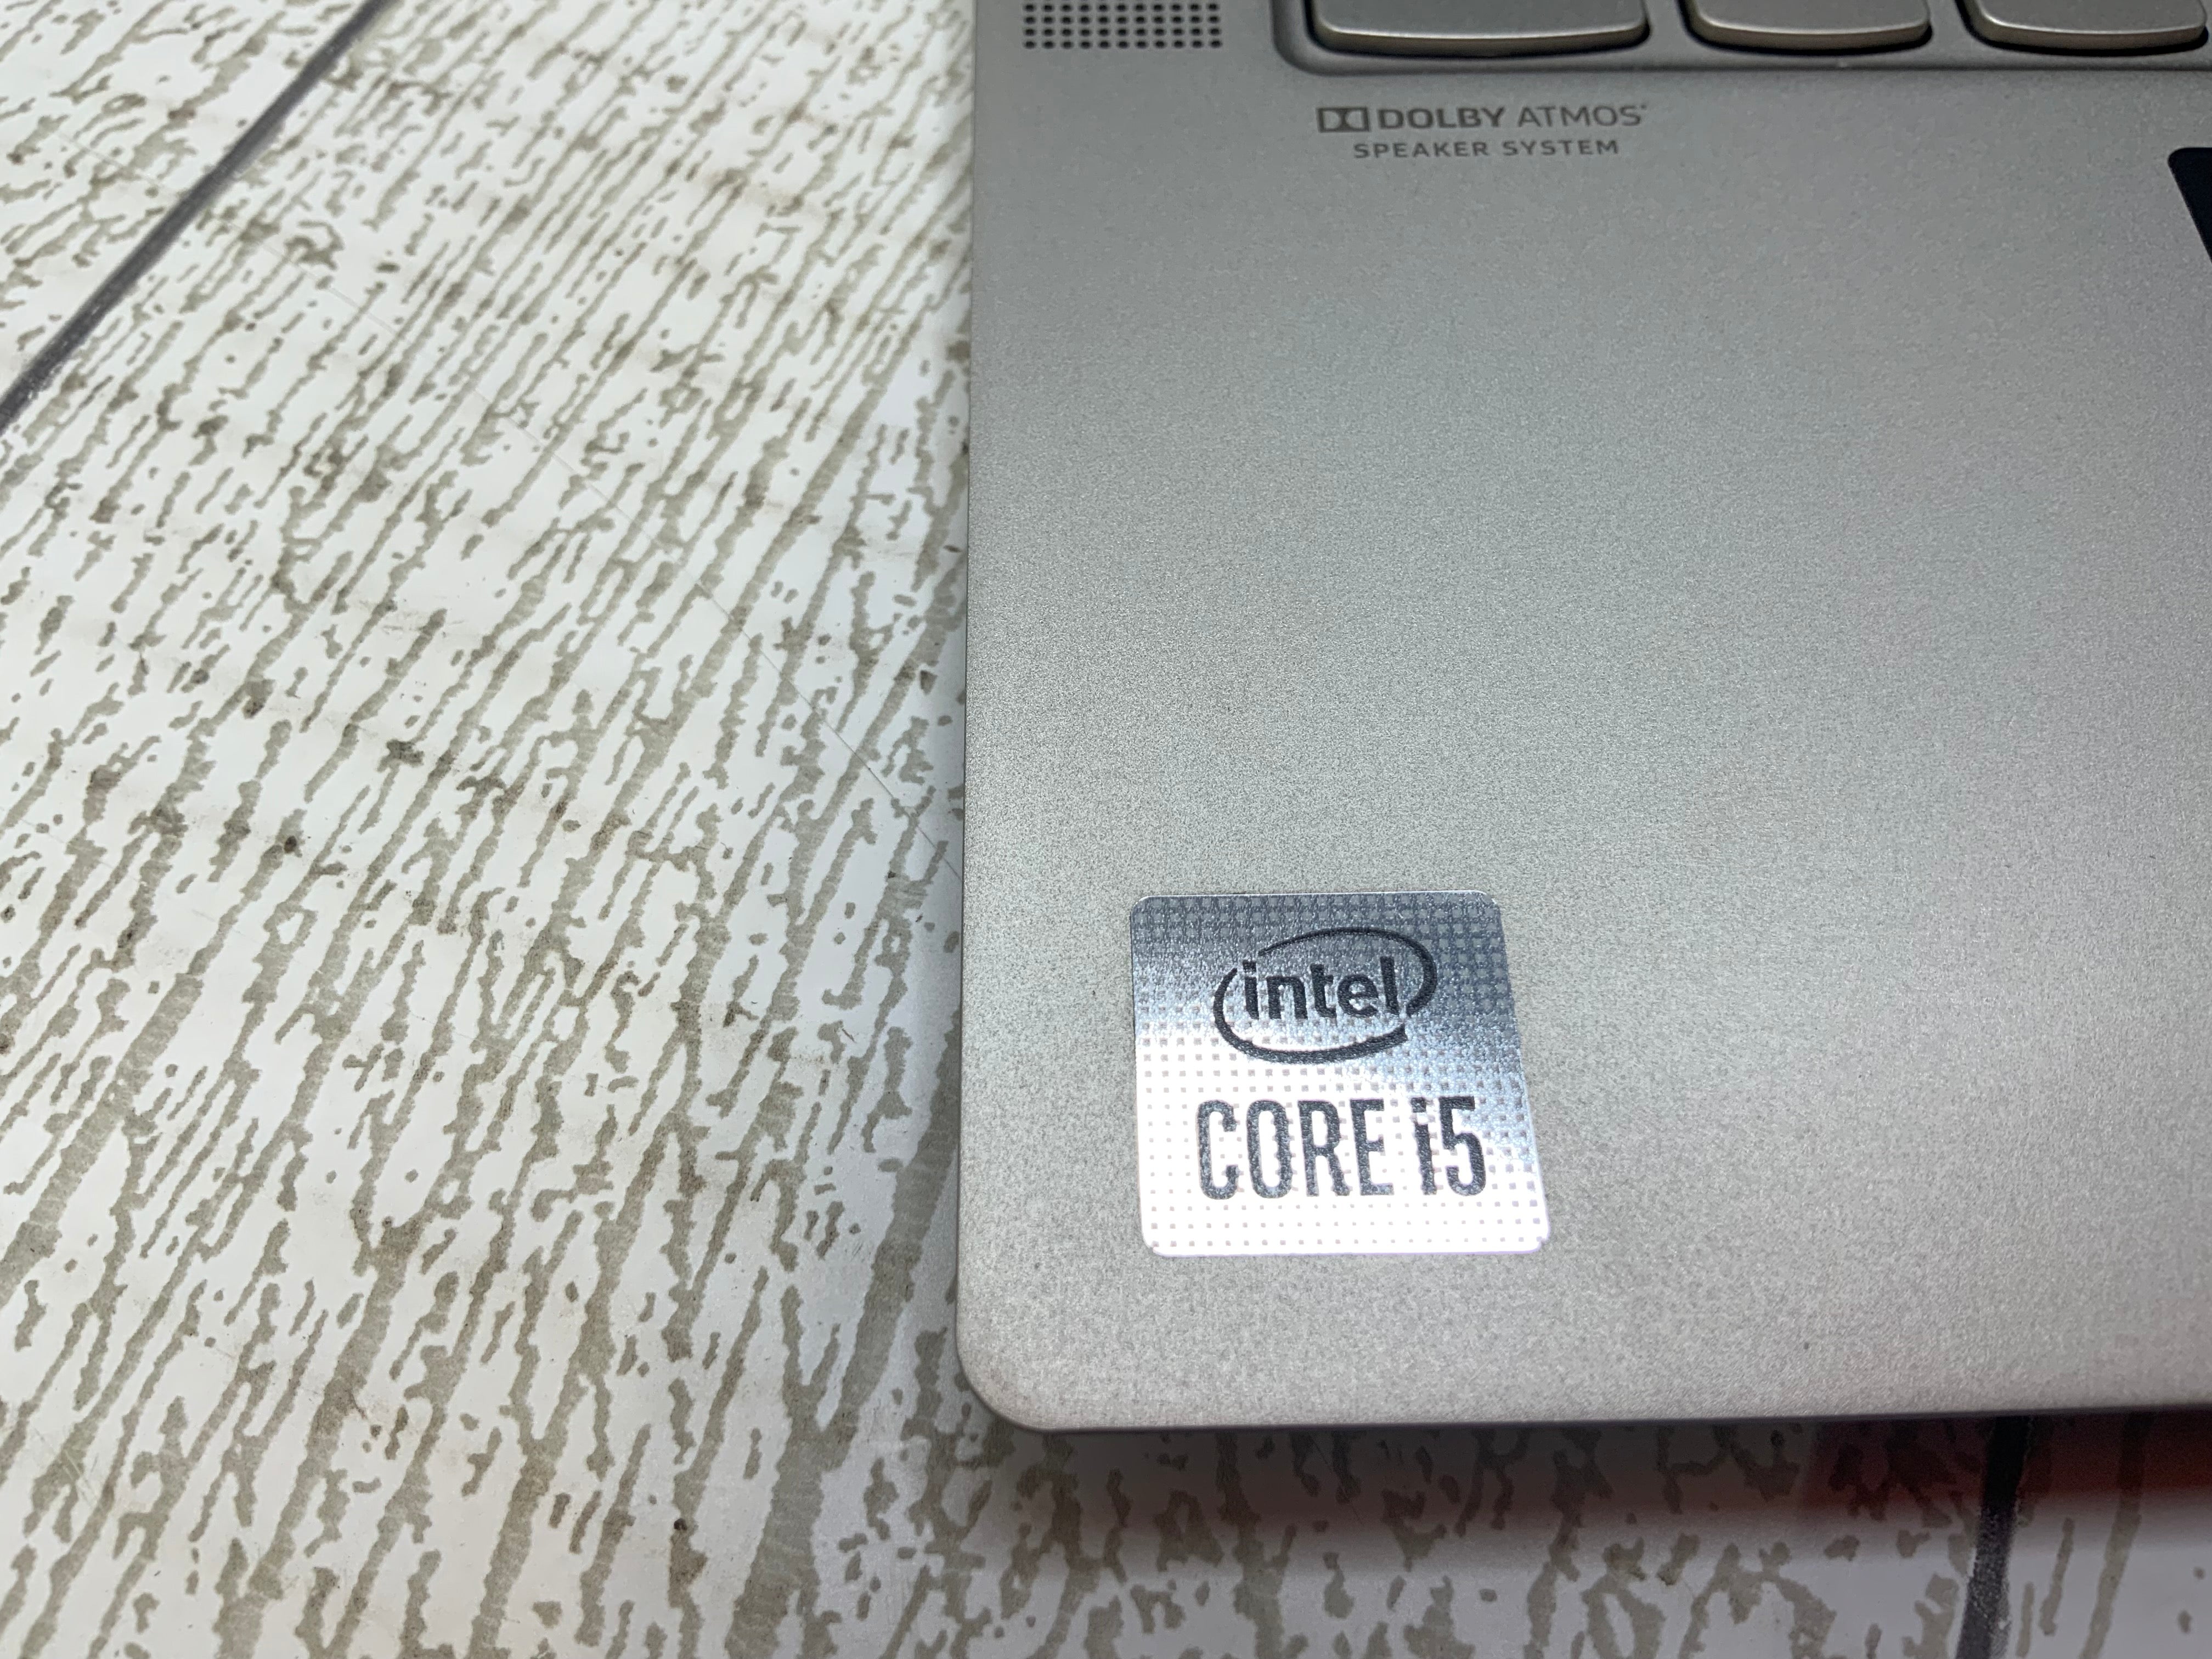 DOLBY ATMOS®
SPEAKER SYSTEM
intel
CORE i5